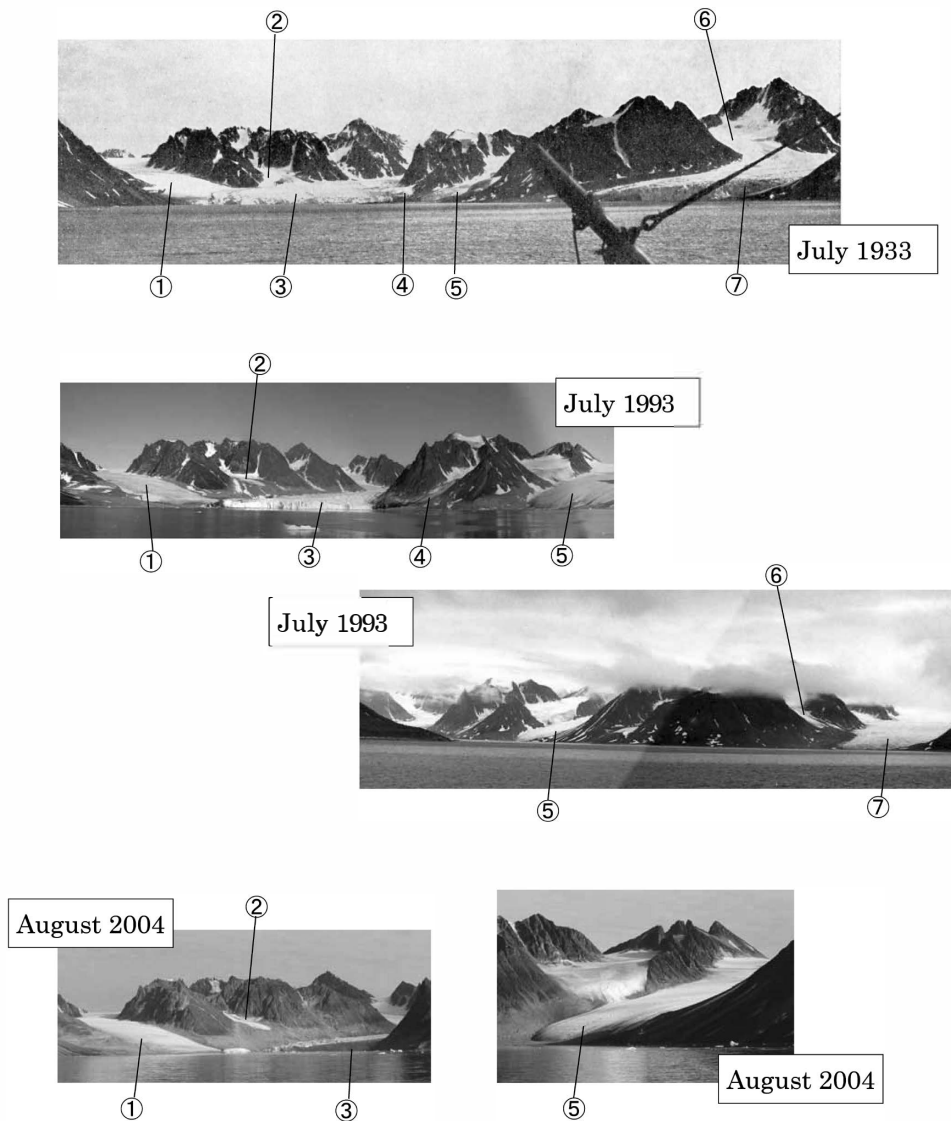 ② ⑥
July 1933
① ③ ④ ⑤ ⑦
②
July 1993
① ③ ④ ⑤
⑥
July 1993
⑤ ⑦
②
August 2004
① ③
August 2004
⑤